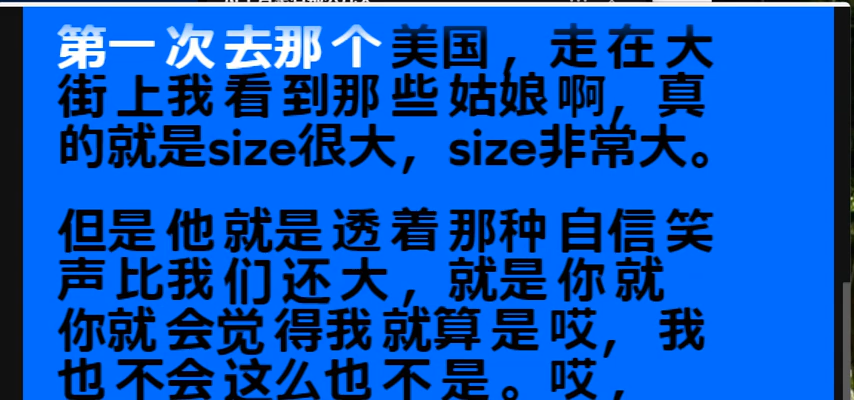 第一次去那个美国，走在大
街上我看到那些姑娘啊，真
的就是size很大，size非常大。
但是他就是透着那种自信笑
声比我们还大，就是你就
你就会觉得我就算是哎，我
也不会这么也不是。哎，